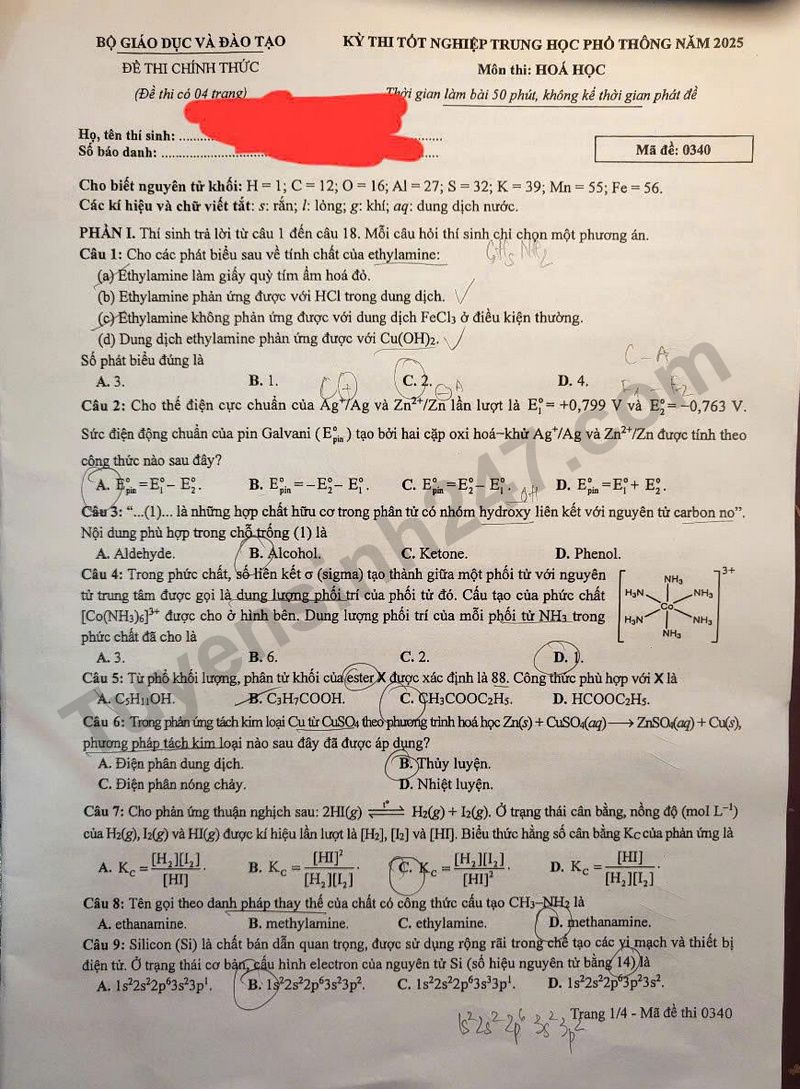 BỘ GIÁO DỤC VÀ ĐÀO TẠO
KỲ THI TỐT NGHIỆP TRUNG HỌC PHỔ THÔNG NĂM 2025
ĐỀ THI CHÍNH THỨC
Môn thi: HOÁ HỌC
(Đề thi có 04 trang)
Thời gian làm bài 50 phút, không kể thời gian phát đề
Họ, tên thí sinh:
Số báo danh:
Mã đề: 0340
Cho biết nguyên tử khối: H = 1; C = 12; O = 16; Al = 27; S = 32; K = 39; Mn = 55; Fe = 56.
Các kí hiệu và chữ viết tắt: s: rắn; l: lỏng; g: khí; aq: dung dịch nước.
PHẦN I. Thí sinh trả lời từ câu 1 đến câu 18. Mỗi câu hỏi thí sinh chỉ chọn một phương án.
Câu 1: Cho các phát biểu sau về tính chất của ethylamine:
C₂H₅NH₂
(a) Ethylamine làm giấy quỳ tím ẩm hoá đỏ.
(b) Ethylamine phản ứng được với HCl trong dung dịch.
(c) Ethylamine không phản ứng được với dung dịch FeCl₃ ở điều kiện thường.
(d) Dung dịch ethylamine phản ứng được với Cu(OH)₂.
Số phát biểu đúng là
C – A
A. 3. B. 1. C. 2. D. 4.
Câu 2: Cho thế điện cực chuẩn của Ag⁺/Ag và Zn²⁺/Zn lần lượt là E°₁ = +0,799 V và E°₂ = −0,763 V.
Sức điện động chuẩn của pin Galvani (E°pin) tạo bởi hai cặp oxi hoá–khử Ag⁺/Ag và Zn²⁺/Zn được tính theo
công thức nào sau đây?
A. E°pin = E°₁ − E°₂. B. E°pin = −E°₂ − E°₁. C. E°pin = E°₂ − E°₁. D. E°pin = E°₁ + E°₂.
Câu 3: “...(1)... là những hợp chất hữu cơ trong phân tử có nhóm hydroxy liên kết với nguyên tử carbon no”.
Nội dung phù hợp trong chỗ trống (1) là
A. Aldehyde. B. Alcohol. C. Ketone. D. Phenol.
Câu 4: Trong phức chất, số liên kết σ (sigma) tạo thành giữa một phối tử với nguyên
tử trung tâm được gọi là dung lượng phối trí của phối tử đó. Cấu tạo của phức chất
[Co(NH₃)₆]³⁺ được cho ở hình bên. Dung lượng phối trí của mỗi phối tử NH₃ trong
phức chất đã cho là
NH₃ 3+
H₃N NH₃
Co
H₃N NH₃
NH₃
A. 3. B. 6. C. 2. D. 1.
Câu 5: Từ phổ khối lượng, phân tử khối của ester X được xác định là 88. Công thức phù hợp với X là
A. C₅H₁₁OH. B. C₃H₇COOH. C. CH₃COOC₂H₅. D. HCOOC₂H₅.
Câu 6: Trong phản ứng tách kim loại Cu từ CuSO₄ theo phương trình hoá học Zn(s) + CuSO₄(aq) ⟶ ZnSO₄(aq) + Cu(s),
phương pháp tách kim loại nào sau đây đã được áp dụng?
A. Điện phân dung dịch. B. Thủy luyện.
C. Điện phân nóng chảy. D. Nhiệt luyện.
Câu 7: Cho phản ứng thuận nghịch sau: 2HI(g) ⇌ t° H₂(g) + I₂(g). Ở trạng thái cân bằng, nồng độ (mol L⁻¹)
của H₂(g), I₂(g) và HI(g) được kí hiệu lần lượt là [H₂], [I₂] và [HI]. Biểu thức hằng số cân bằng K_C của phản ứng là
A. K_C = [H₂][I₂]/[HI]. B. K_C = [HI]²/[H₂][I₂]. C. K_C = [H₂][I₂]/[HI]². D. K_C = [HI]/[H₂][I₂].
Câu 8: Tên gọi theo danh pháp thay thế của chất có công thức cấu tạo CH₃–NH₂ là
A. ethanamine. B. methylamine. C. ethylamine. D. methanamine.
Câu 9: Silicon (Si) là chất bán dẫn quan trọng, được sử dụng rộng rãi trong chế tạo các vi mạch và thiết bị
điện tử. Ở trạng thái cơ bản, cấu hình electron của nguyên tử Si (số hiệu nguyên tử bằng 14) là
A. 1s²2s²2p⁶3s²3p¹. B. 1s²2s²2p⁶3s²3p². C. 1s²2s²2p⁶3s³3p¹. D. 1s²2s²2p⁶3p²3s².
1s² 2s² 2p⁶ 3s² 3p²
Trang 1/4 - Mã đề thi 0340
Tuyensinh247.com